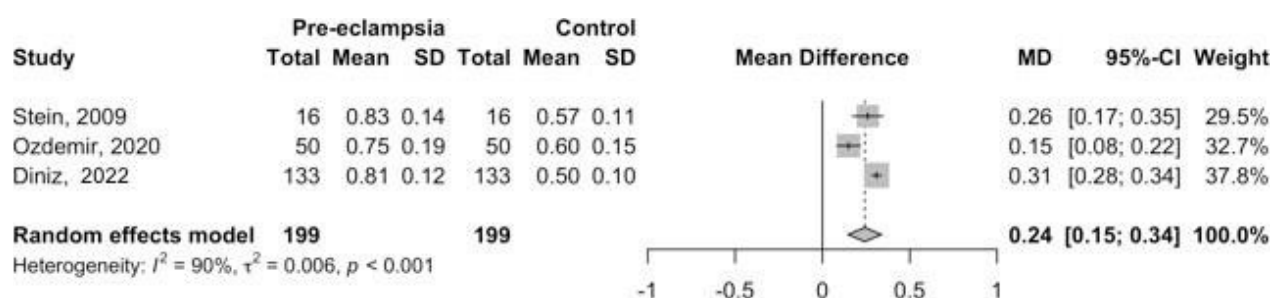 Pre-eclampsia Control
Study Total Mean SD Total Mean SD Mean Difference MD 95%-CI Weight
Stein, 2009 16 0.83 0.14 16 0.57 0.11 0.26 [0.17; 0.35] 29.5%
Ozdemir, 2020 50 0.75 0.19 50 0.60 0.15 0.15 [0.08; 0.22] 32.7%
Diniz, 2022 133 0.81 0.12 133 0.50 0.10 0.31 [0.28; 0.34] 37.8%
Random effects model 199 199 0.24 [0.15; 0.34] 100.0%
Heterogeneity: I² = 90%, τ² = 0.006, p < 0.001
-1 -0.5 0 0.5 1